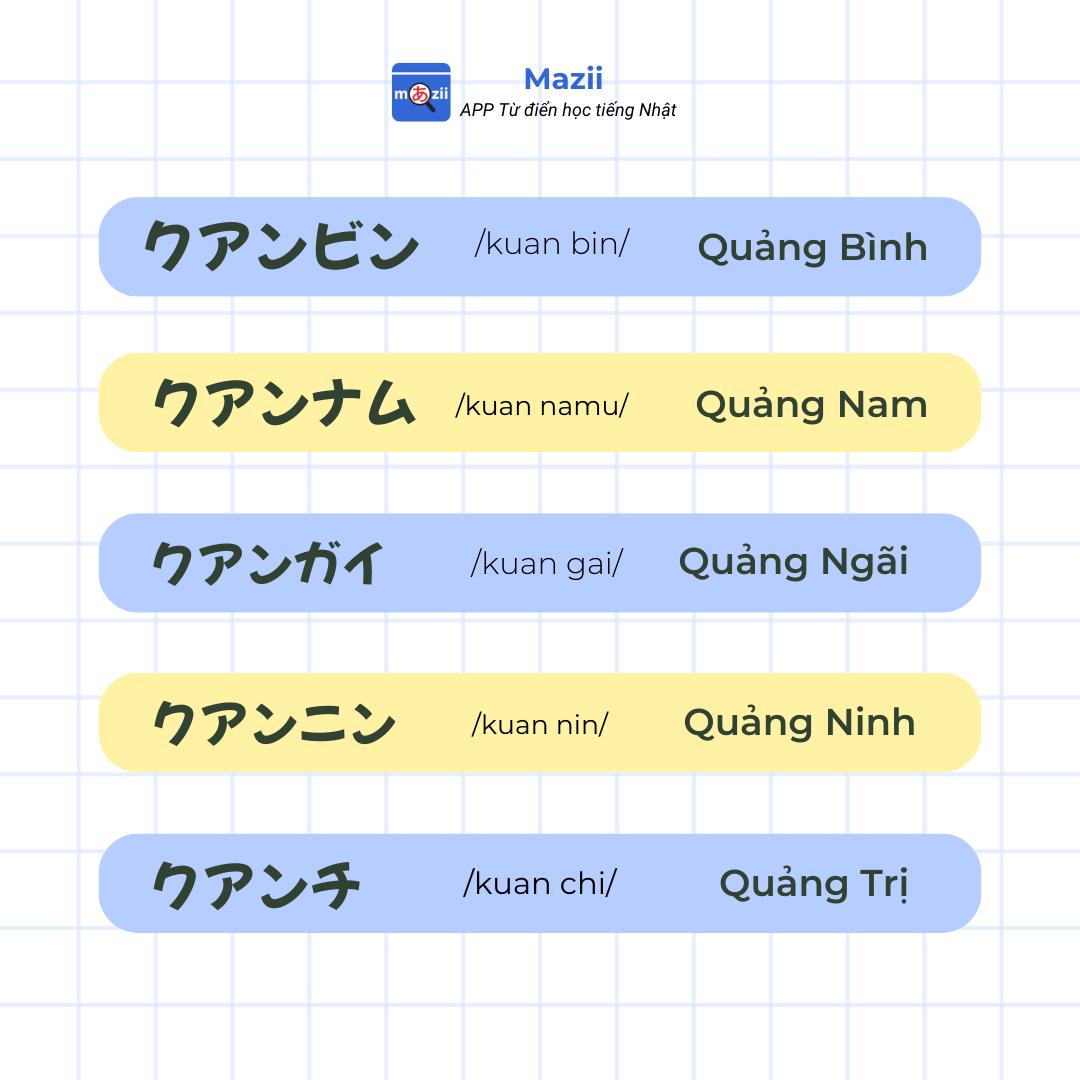 mあzii
Mazii
APP Từ điển học tiếng Nhật
クアンビン /kuan bin/ Quảng Bình
クアンナム /kuan namu/ Quảng Nam
クアンガイ /kuan gai/ Quảng Ngãi
クアンニン /kuan nin/ Quảng Ninh
クアンチ /kuan chi/ Quảng Trị